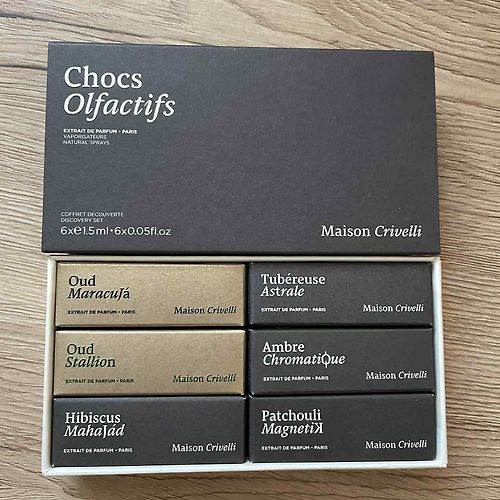 Chocs
Olfactifs
EXTRAIT DE PARFUM • PARIS
VAPORISATEURS
NATURAL SPRAYS
COFFRET DÉCOUVERTE
DISCOVERY SET
6x℮1.5ml•6x0.05fl.oz
Maison Crivelli
Oud
MaracuJá
EXTRAIT DE PARFUM • PARIS
Maison Crivelli
Tubéreuse
Astrale
EXTRAIT DE PARFUM • PARIS
Maison Crivelli
Oud
Stallion
EXTRAIT DE PARFUM • PARIS
Maison Crivelli
Ambre
ChromatiQue
EXTRAIT DE PARFUM • PARIS
Maison Crivelli
Hibiscus
MahaJád
EXTRAIT DE PARFUM • PARIS
Maison Crivelli
Patchouli
MagnetiK
EXTRAIT DE PARFUM • PARIS
Maison Crivelli